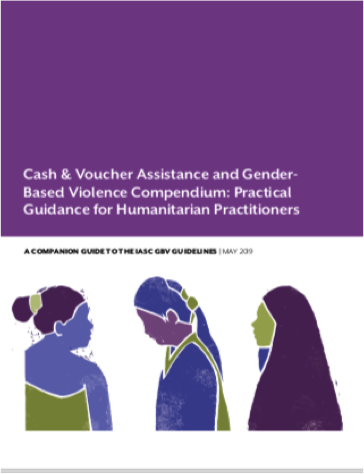 Cash & Voucher Assistance and Gender-
Based Violence Compendium: Practical
Guidance for Humanitarian Practitioners
A COMPANION GUIDE TO THE IASC GBV GUIDELINES | MAY 2019